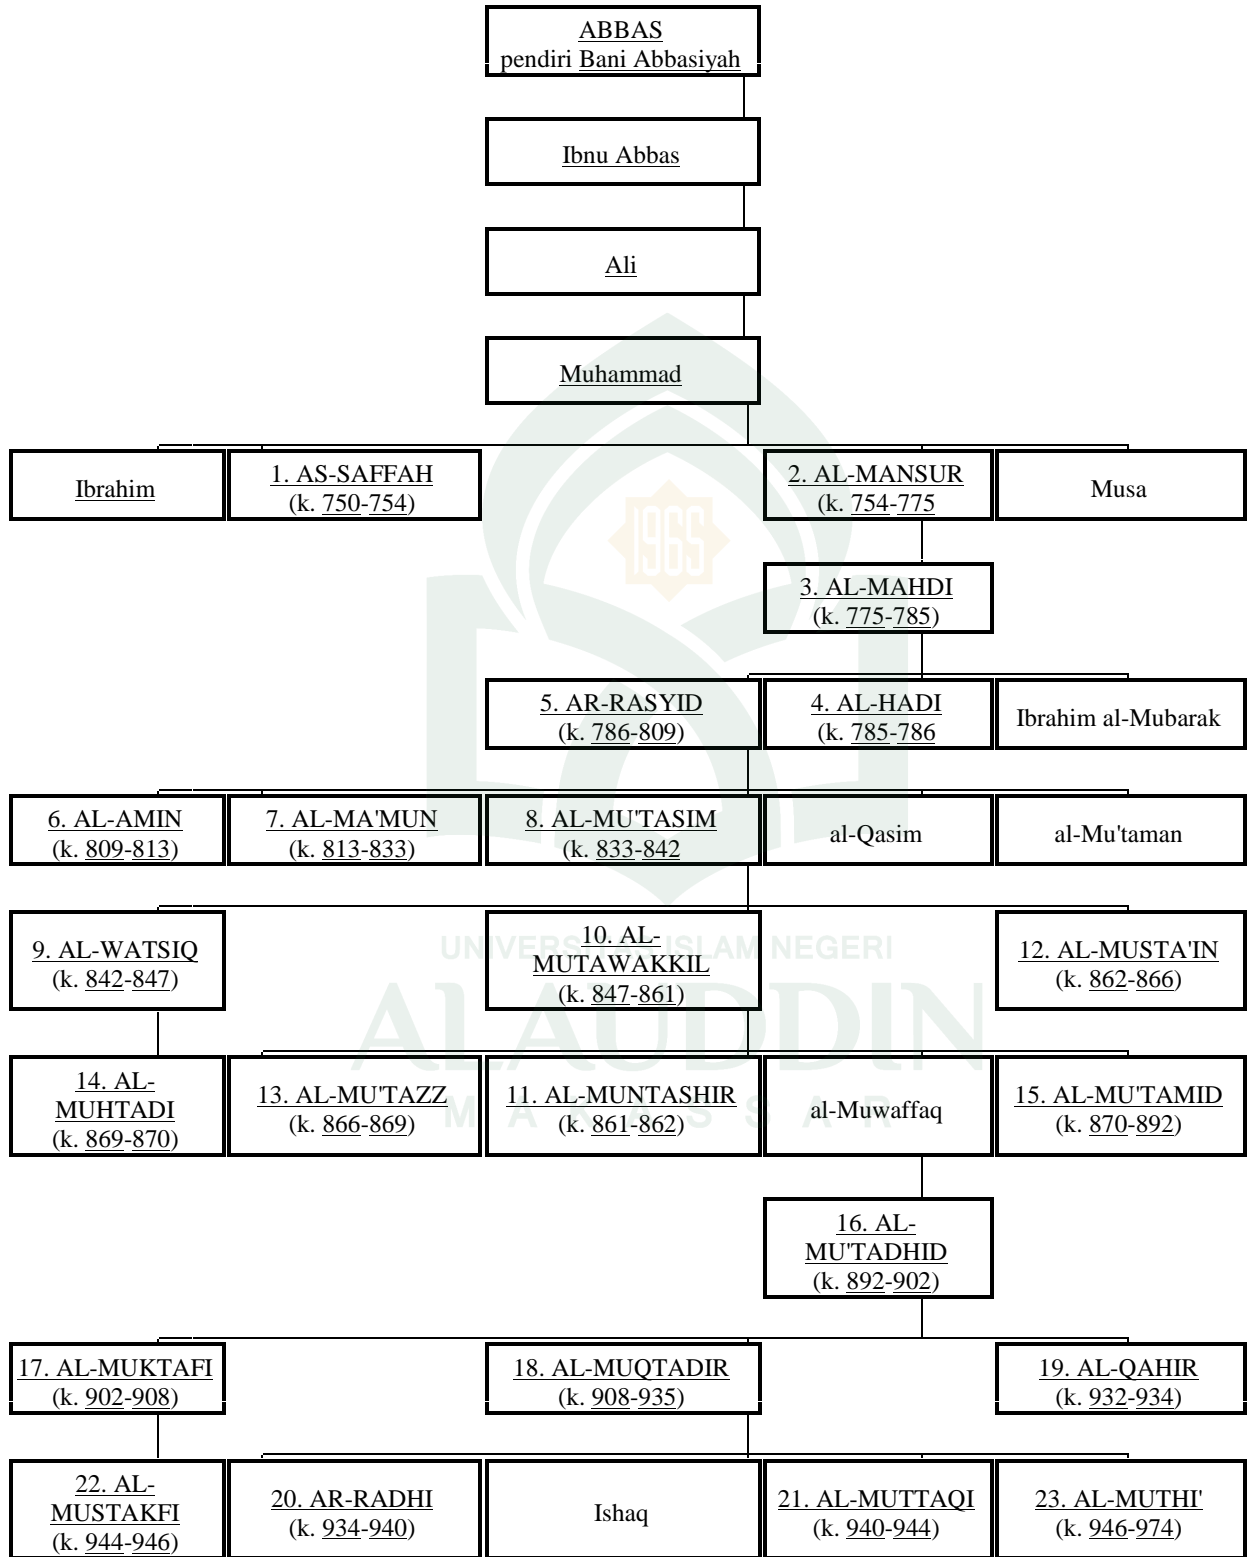 ABBAS
pendiri Bani Abbasiyah
Ibnu Abbas
Ali
Muhammad
Ibrahim
1. AS-SAFFAH
(k. 750-754)
2. AL-MANSUR
(k. 754-775
Musa
3. AL-MAHDI
(k. 775-785)
5. AR-RASYID
(k. 786-809)
4. AL-HADI
(k. 785-786
Ibrahim al-Mubarak
6. AL-AMIN
(k. 809-813)
7. AL-MA'MUN
(k. 813-833)
8. AL-MU'TASIM
(k. 833-842
al-Qasim
al-Mu'taman
9. AL-WATSIQ
(k. 842-847)
10. AL-
MUTAWAKKIL
(k. 847-861)
12. AL-MUSTA'IN
(k. 862-866)
14. AL-
MUHTADI
(k. 869-870)
13. AL-MU'TAZZ
(k. 866-869)
11. AL-MUNTASHIR
(k. 861-862)
al-Muwaffaq
15. AL-MU'TAMID
(k. 870-892)
16. AL-
MU'TADHID
(k. 892-902)
17. AL-MUKTAFI
(k. 902-908)
18. AL-MUQTADIR
(k. 908-935)
19. AL-QAHIR
(k. 932-934)
22. AL-
MUSTAKFI
(k. 944-946)
20. AR-RADHI
(k. 934-940)
Ishaq
21. AL-MUTTAQI
(k. 940-944)
23. AL-MUTHI'
(k. 946-974)
1965
UNIVERSITAS ISLAM NEGERI
ALAUDDIN
MAKASSAR